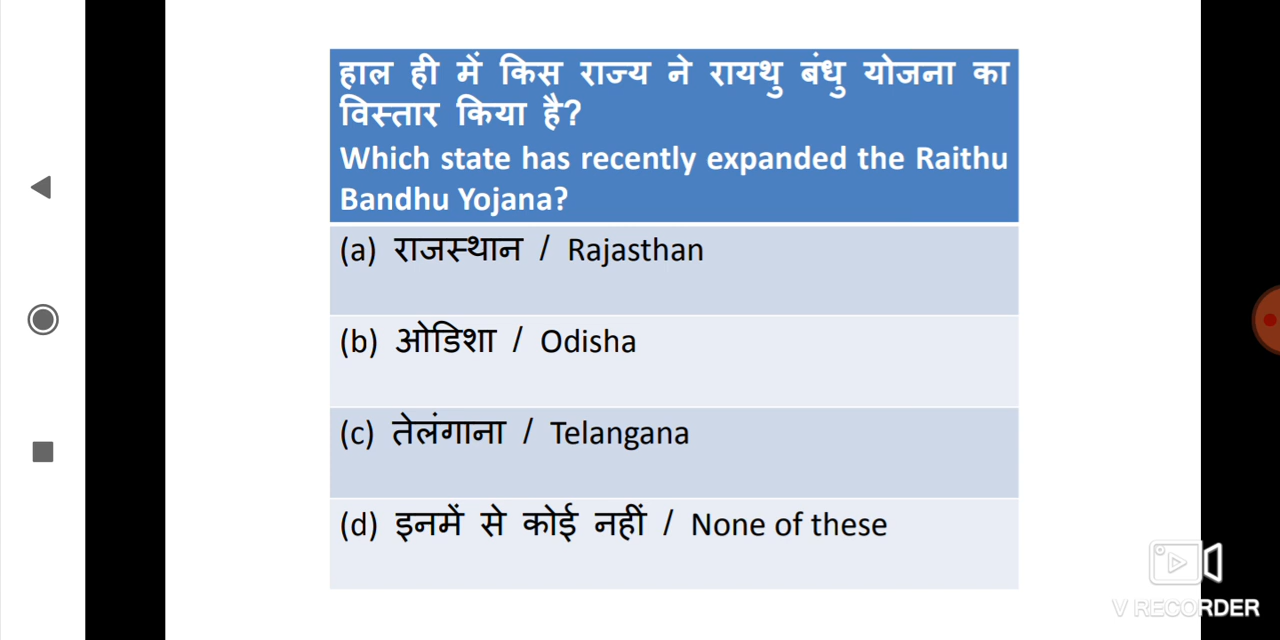 हाल ही में किस राज्य ने रायथु बंधु योजना का
विस्तार किया है?
Which state has recently expanded the Raithu
Bandhu Yojana?
(a) राजस्थान / Rajasthan
(b) ओडिशा / Odisha
(c) तेलंगाना / Telangana
(d) इनमें से कोई नहीं / None of these
V RECORDER